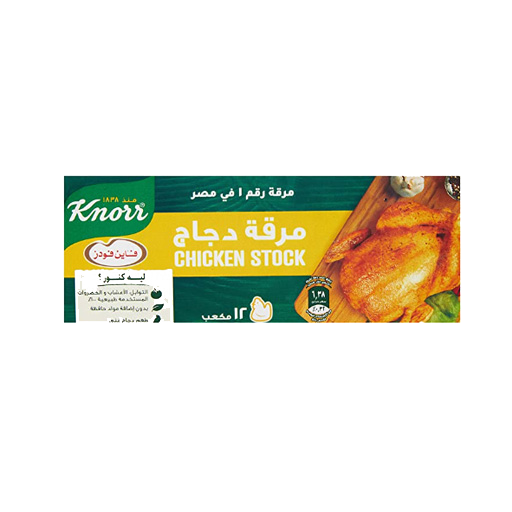 مرقة رقم ١ في مصر
منذ ١٨٣٨
Knorr
مرقة دجاج
CHICKEN STOCK
فاين فودز
ليه كنور؟
التوابل، الأعشاب و الخضروات
المستخدمة طبيعية ١٠٠٪
بدون إضافة مواد حافظة
١٢ مكعب